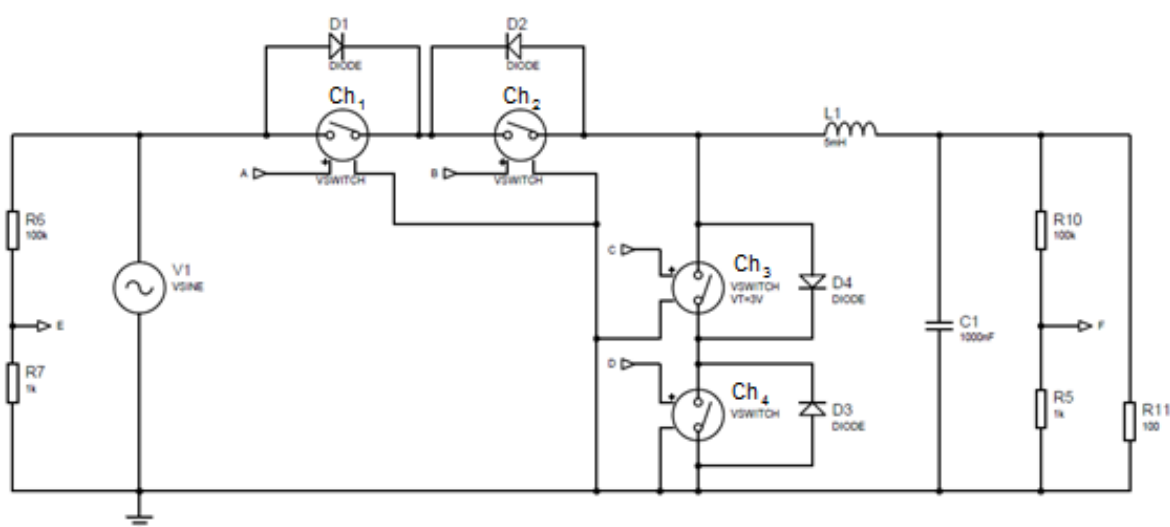 D1
DIODE
D2
DIODE
Ch1
Ch2
A
+
VSWITCH
B
+
VSWITCH
L1
5mH
R6
100k
V1
VSINE
E
R7
1k
C
+
Ch3
VSWITCH
VT=3V
D4
DIODE
D
+
Ch4
VSWITCH
D3
DIODE
C1
1000nF
R10
100k
F
R5
1k
R11
100